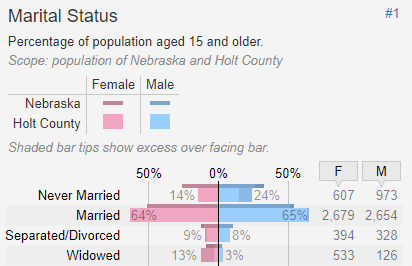 Marital Status #1
Percentage of population aged 15 and older.
Scope: population of Nebraska and Holt County
Female Male
Nebraska
Holt County
Shaded bar tips show excess over facing bar.
50% 0% 50% F M
Never Married 14% 24% 607 973
Married 64% 65% 2,679 2,654
Separated/Divorced 9% 8% 394 328
Widowed 13% 3% 533 126